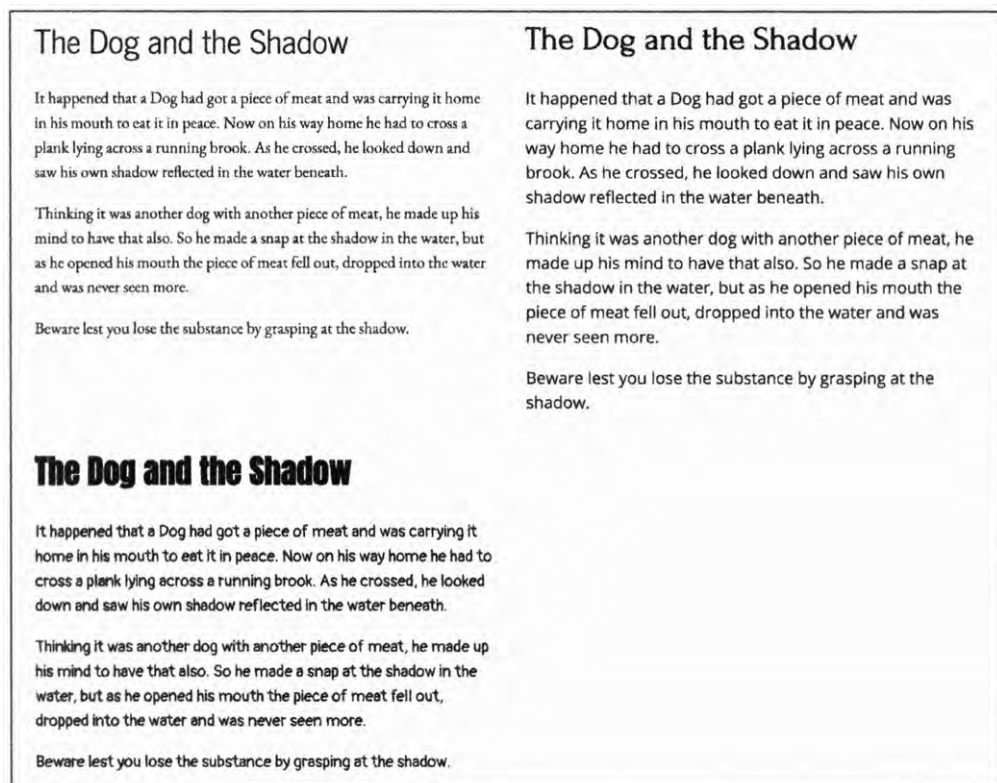 The Dog and the Shadow
It happened that a Dog had got a piece of meat and was carrying it home
in his mouth to eat it in peace. Now on his way home he had to cross a
plank lying across a running brook. As he crossed, he looked down and
saw his own shadow reflected in the water beneath.
Thinking it was another dog with another piece of meat, he made up his
mind to have that also. So he made a snap at the shadow in the water, but
as he opened his mouth the piece of meat fell out, dropped into the water
and was never seen more.
Beware lest you lose the substance by grasping at the shadow.
The Dog and the Shadow
It happened that a Dog had got a piece of meat and was
carrying it home in his mouth to eat it in peace. Now on his
way home he had to cross a plank lying across a running
brook. As he crossed, he looked down and saw his own
shadow reflected in the water beneath.
Thinking it was another dog with another piece of meat, he
made up his mind to have that also. So he made a snap at
the shadow in the water, but as he opened his mouth the
piece of meat fell out, dropped into the water and was
never seen more.
Beware lest you lose the substance by grasping at the
shadow.
The Dog and the Shadow
It happened that a Dog had got a piece of meat and was carrying it
home in his mouth to eat it in peace. Now on his way home he had to
cross a plank lying across a running brook. As he crossed, he looked
down and saw his own shadow reflected in the water beneath.
Thinking it was another dog with another piece of meat, he made up
his mind to have that also. So he made a snap at the shadow in the
water, but as he opened his mouth the piece of meat fell out,
dropped into the water and was never seen more.
Beware lest you lose the substance by grasping at the shadow.